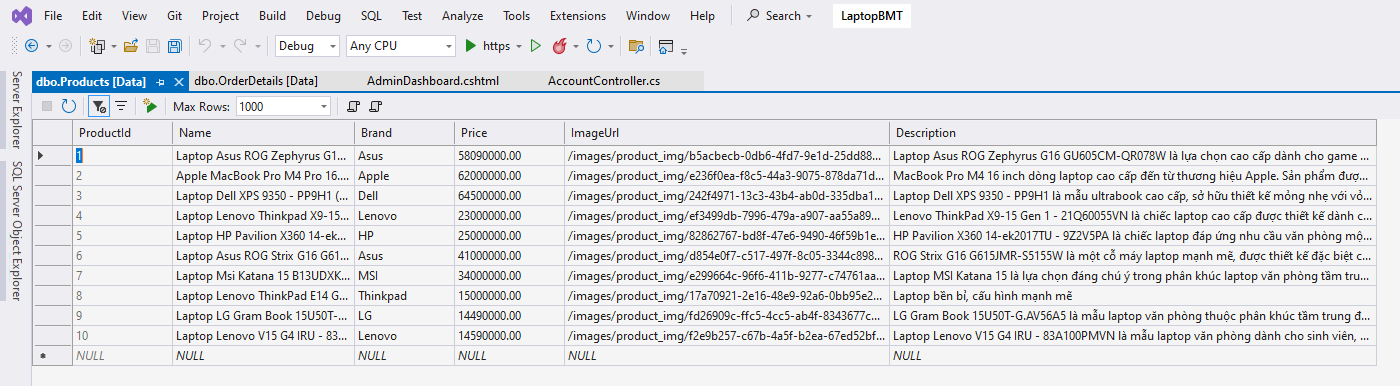 File Edit View Git Project Build Debug SQL Test Analyze Tools Extensions Window Help Search LaptopBMT
Debug Any CPU https
Server Explorer
SQL Server Object Explorer
dbo.Products [Data] dbo.OrderDetails [Data] AdminDashboard.cshtml AccountController.cs
Max Rows: 1000
ProductId Name Brand Price ImageUrl Description
1 Laptop Asus ROG Zephyrus G1... Asus 58090000.00 /images/product_img/b5acbecb-0db6-4fd7-9e1d-25dd88... Laptop Asus ROG Zephyrus G16 GU605CM-QR078W là lựa chọn cao cấp dành cho game ...
2 Apple MacBook Pro M4 Pro 16.... Apple 62000000.00 /images/product_img/e236f0ea-f8c5-44a3-9075-878da71d... MacBook Pro M4 16 inch dòng laptop cao cấp đến từ thương hiệu Apple. Sản phẩm đượ...
3 Laptop Dell XPS 9350 - PP9H1 (... Dell 64500000.00 /images/product_img/242f4971-13c3-43b4-ab0d-335dba1... Laptop Dell XPS 9350 - PP9H1 là mẫu ultrabook cao cấp, sở hữu thiết kế mỏng nhẹ với vỏ...
4 Laptop Lenovo Thinkpad X9-15... Lenovo 23000000.00 /images/product_img/ef3499db-7996-479a-a907-aa55a89... Lenovo ThinkPad X9-15 Gen 1 - 21Q60055VN là chiếc laptop cao cấp được thiết kế dành c...
5 Laptop HP Pavilion X360 14-ek... HP 25000000.00 /images/product_img/82862767-bd8f-47e6-9490-46f59b1e... HP Pavilion X360 14-ek2017TU - 9Z2V5PA là chiếc laptop đáp ứng nhu cầu văn phòng mộ...
6 Laptop Asus ROG Strix G16 G61... Asus 41000000.00 /images/product_img/d854e0f7-c517-497f-8c05-3344c898... ROG Strix G16 G615JMR-S5155W là một cỗ máy laptop mạnh mẽ, được thiết kế đặc biệt c...
7 Laptop Msi Katana 15 B13UDXK... MSI 34000000.00 /images/product_img/e299664c-96f6-411b-9277-c74761aa... Laptop MSI Katana 15 là lựa chọn đáng chú ý trong phân khúc laptop văn phòng tầm tru...
8 Laptop Lenovo ThinkPad E14 G... Thinkpad 15000000.00 /images/product_img/17a70921-2e16-48e9-92a6-0bb95e2... Laptop bền bỉ, cấu hình mạnh mẽ
9 Laptop LG Gram Book 15U50T-... LG 14490000.00 /images/product_img/fd26909c-ffc5-4cc5-ab4f-8343677c... LG Gram Book 15U50T-G.AV56A5 là mẫu laptop văn phòng thuộc phân khúc tầm trung đ...
10 Laptop Lenovo V15 G4 IRU - 83... Lenovo 14590000.00 /images/product_img/f2e9b257-c67b-4a5f-b2ea-67ed52bf... Laptop Lenovo V15 G4 IRU - 83A100PMVN là mẫu laptop văn phòng dành cho sinh viên, ...
NULL NULL NULL NULL NULL NULL